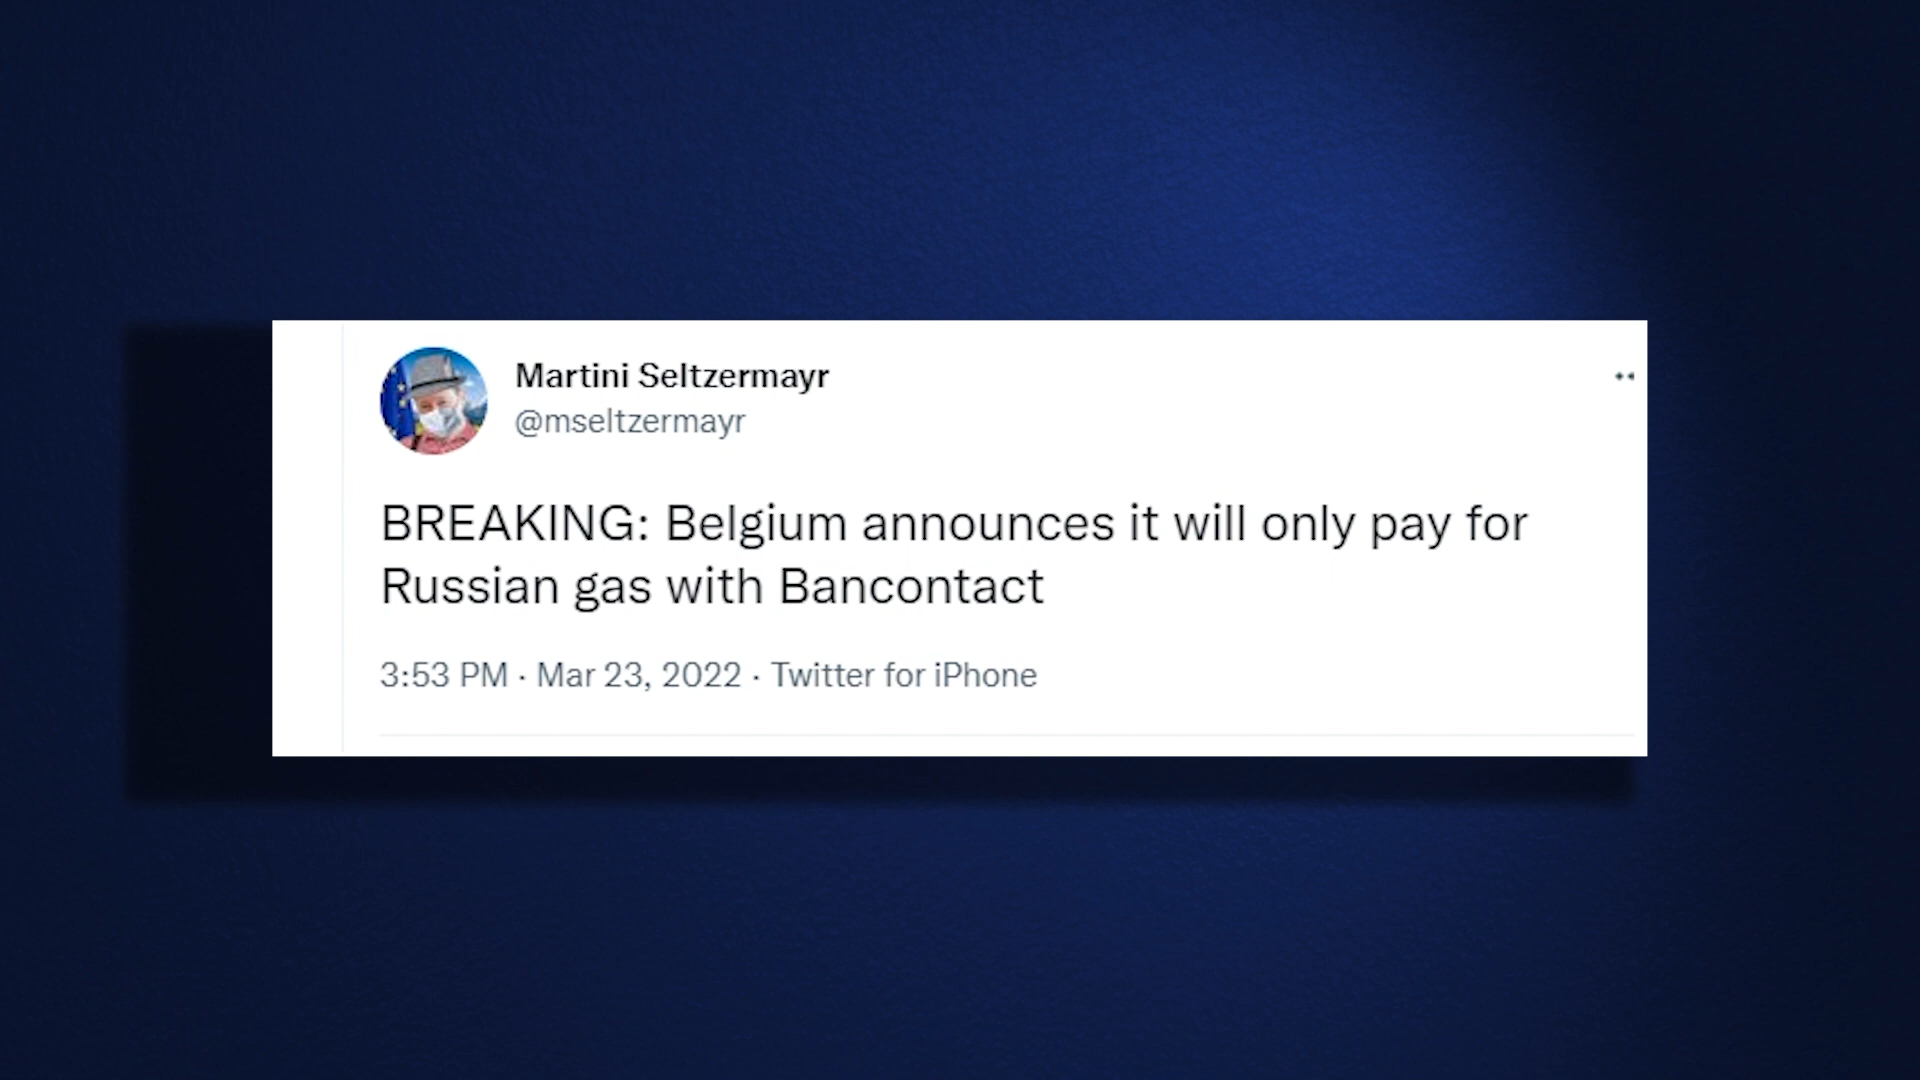 Martini Seltzermayr
@mseltzermayr
BREAKING: Belgium announces it will only pay for
Russian gas with Bancontact
3:53 PM · Mar 23, 2022 · Twitter for iPhone